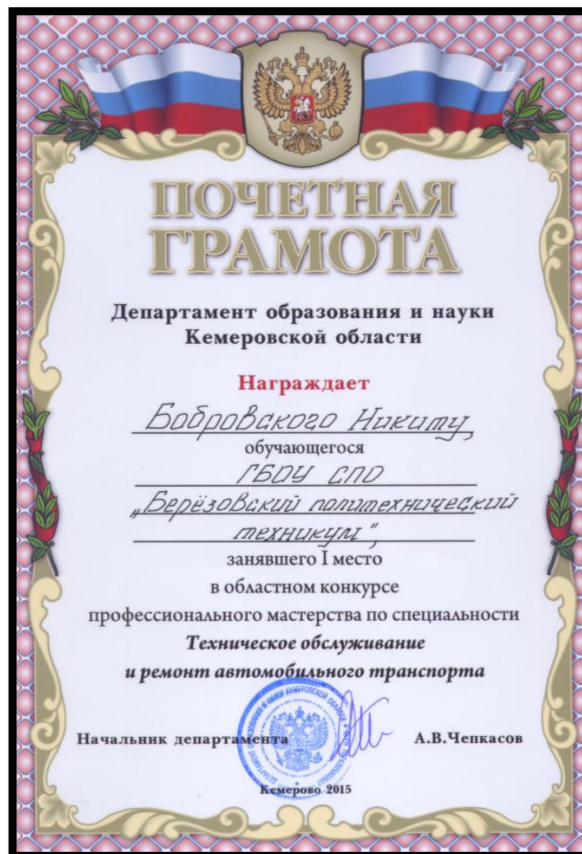 ПОЧЕТНАЯ
ГРАМОТА
Департамент образования и науки
Кемеровской области
Награждает
Бобровского Никиту,
обучающегося
ГБОУ СПО
„Берёзовский политехнический
техникум",
занявшего I место
в областном конкурсе
профессионального мастерства по специальности
Техническое обслуживание
и ремонт автомобильного транспорта
Начальник департамента А.В.Чепкасов
Кемерово 2015